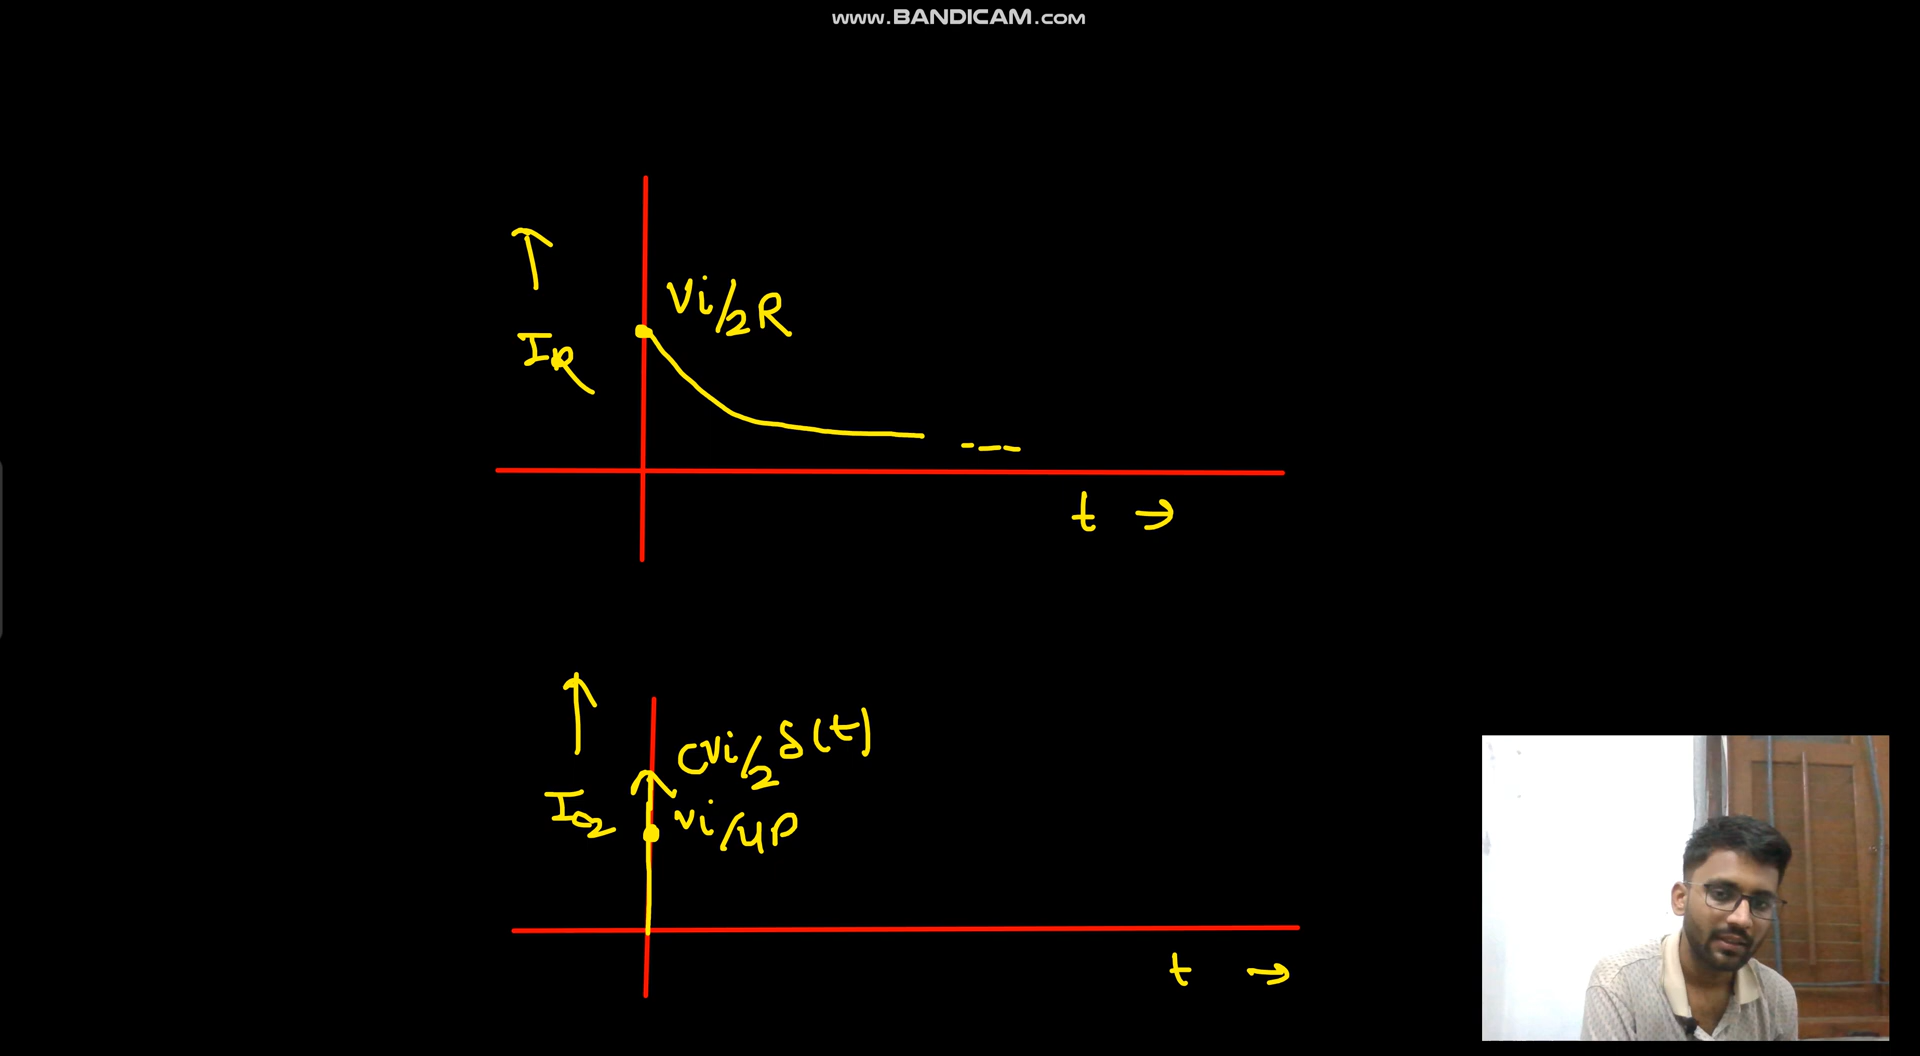 www.BANDICAM.com
Vi/2R
IR
t →
CVi/2 δ(t)
Vi/4R
IC2
t →